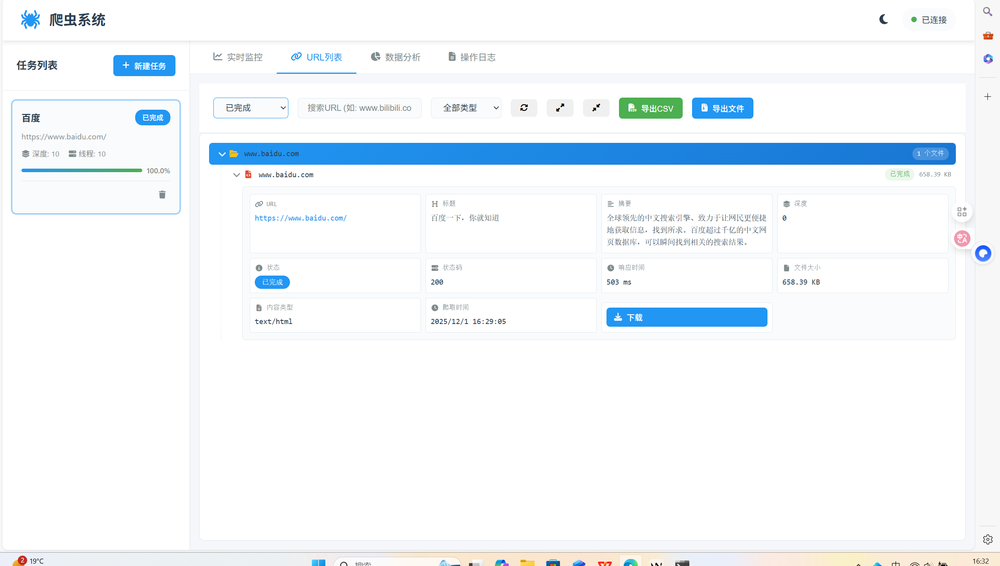 爬虫系统
已连接
任务列表
新建任务
实时监控
URL列表
数据分析
操作日志
百度
已完成
https://www.baidu.com/
深度: 10
线程: 10
100.0%
已完成
搜索URL (如: www.bilibili.co
全部类型
导出CSV
导出文件
www.baidu.com
1 个文件
www.baidu.com
已完成
658.39 KB
URL
https://www.baidu.com/
标题
百度一下，你就知道
摘要
全球领先的中文搜索引擎、致力于让网民更便捷
地获取信息，找到所求。百度超过千亿的中文网
页数据库，可以瞬间找到相关的搜索结果。
深度
0
状态
已完成
状态码
200
响应时间
503 ms
文件大小
658.39 KB
内容类型
text/html
爬取时间
2025/12/1 16:29:05
下载
中
A
2
19°C
搜索
中
16:32